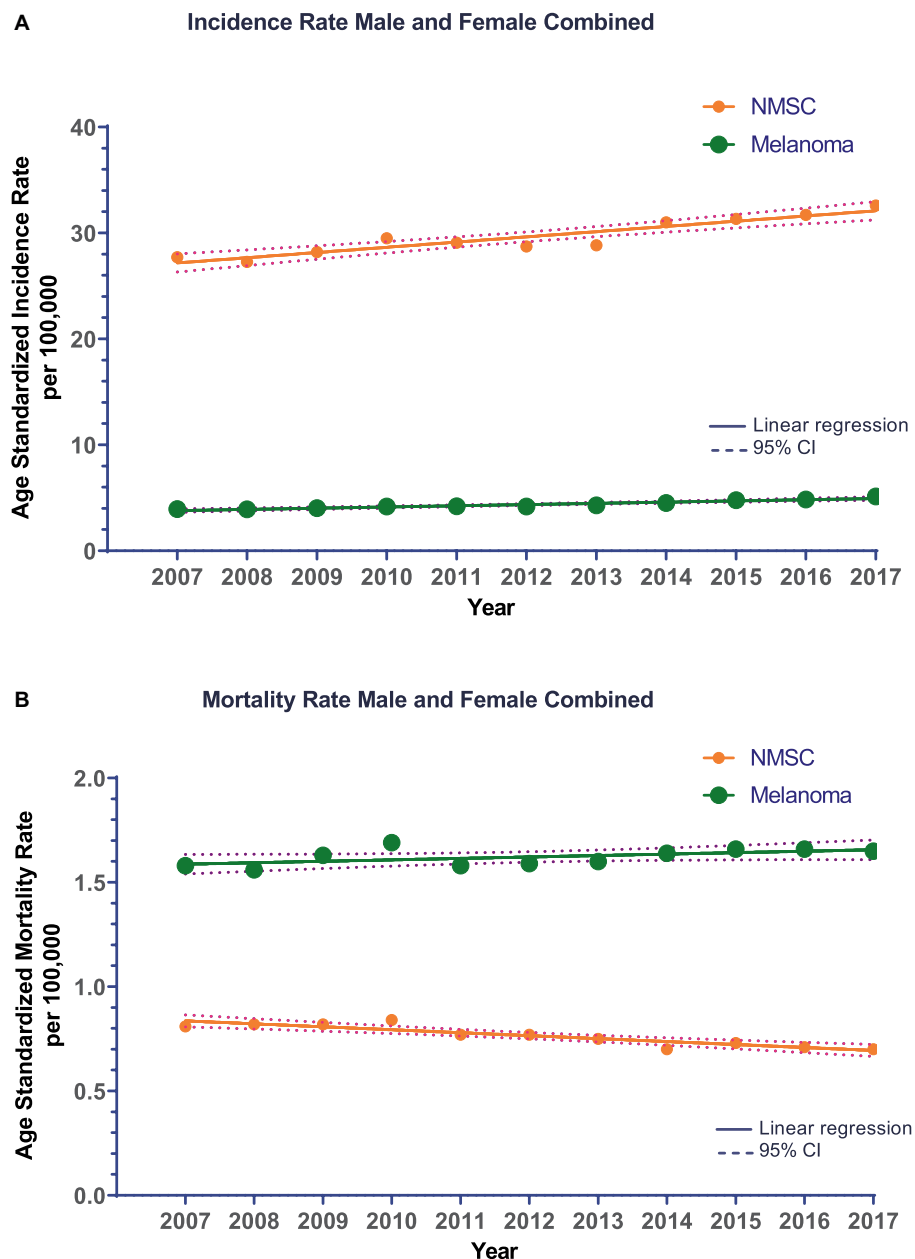 A
Incidence Rate Male and Female Combined
NMSC
Melanoma
Age Standardized Incidence Rate
per 100,000
40
30
20
10
0
Linear regression
95% CI
2007 2008 2009 2010 2011 2012 2013 2014 2015 2016 2017
Year
B
Mortality Rate Male and Female Combined
NMSC
Melanoma
Age Standardized Mortality Rate
per 100,000
2.0
1.5
1.0
0.5
0.0
Linear regression
95% CI
2007 2008 2009 2010 2011 2012 2013 2014 2015 2016 2017
Year